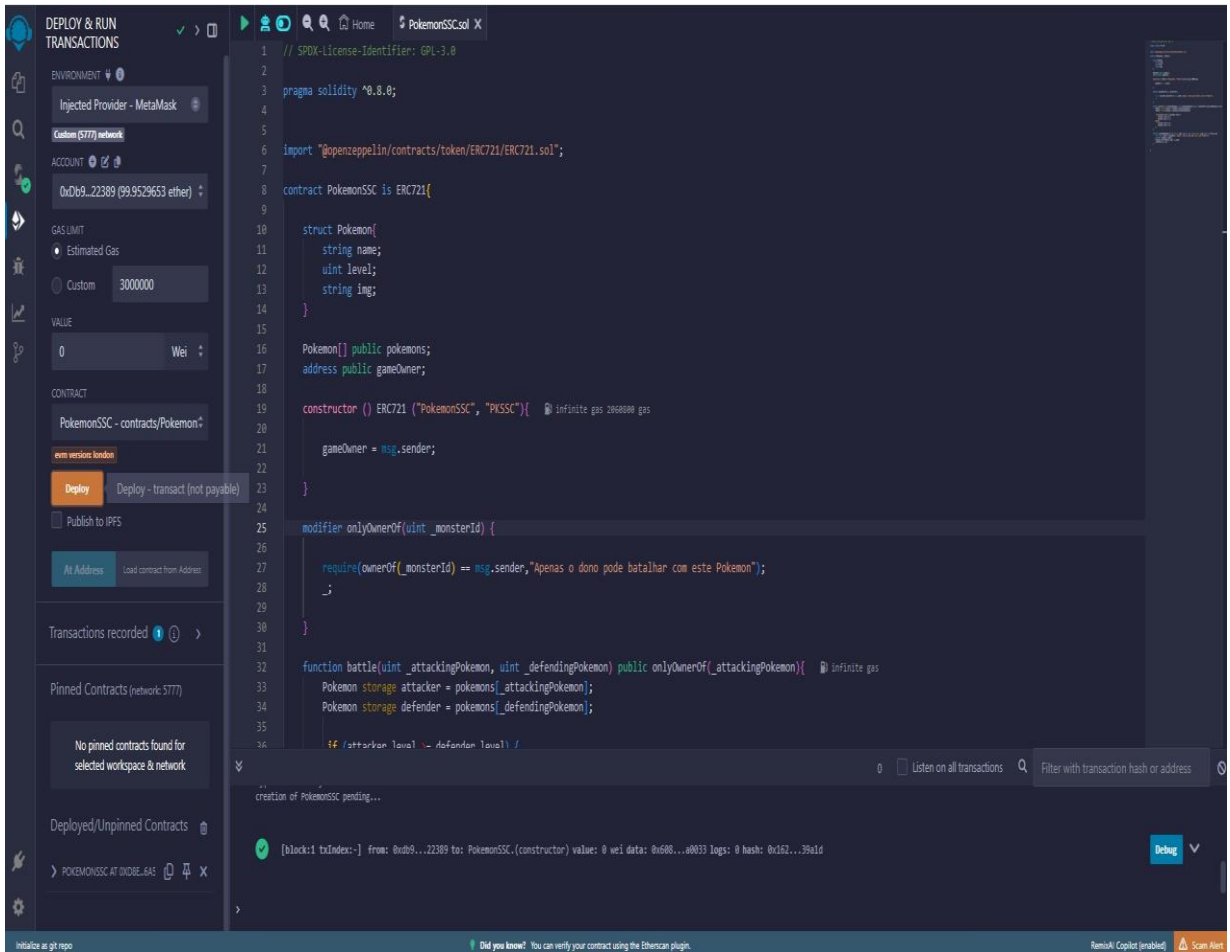 DEPLOY & RUN
TRANSACTIONS
ENVIRONMENT
Injected Provider - MetaMask
Custom (5777) network
ACCOUNT
0xDb9...22389 (99.9529653 ether)
GAS LIMIT
Estimated Gas
Custom 3000000
VALUE
0 Wei
CONTRACT
PokemonSSC - contracts/Pokemon
evm version: london
Deploy Deploy - transact (not payable)
Publish to IPFS
At Address Load contract from Address
Transactions recorded 1
Pinned Contracts (network: 5777)
No pinned contracts found for
selected workspace & network
Deployed/Unpinned Contracts
POKEMONSSC AT 0XD8E...6A5
Home PokemonSSC.sol X
1 // SPDX-License-Identifier: GPL-3.0
2
3 pragma solidity ^0.8.0;
4
5
6 import "@openzeppelin/contracts/token/ERC721/ERC721.sol";
7
8 contract PokemonSSC is ERC721{
9
10 struct Pokemon{
11 string name;
12 uint level;
13 string img;
14 }
15
16 Pokemon[] public pokemons;
17 address public gameOwner;
18
19 constructor () ERC721 ("PokemonSSC", "PKSSC"){ infinite gas 2060800 gas
20
21 gameOwner = msg.sender;
22
23 }
24
25 modifier onlyOwnerOf(uint _monsterId) {
26
27 require(ownerOf(_monsterId) == msg.sender,"Apenas o dono pode batalhar com este Pokemon");
28 _;
29
30 }
31
32 function battle(uint _attackingPokemon, uint _defendingPokemon) public onlyOwnerOf(_attackingPokemon){ infinite gas
33 Pokemon storage attacker = pokemons[_attackingPokemon];
34 Pokemon storage defender = pokemons[_defendingPokemon];
35
36 if (attacker.level >= defender.level) {
0 Listen on all transactions Filter with transaction hash or address
creation of PokemonSSC pending...
[block:1 txIndex:-] from: 0xdb9...22389 to: PokemonSSC.(constructor) value: 0 wei data: 0x608...a0033 logs: 0 hash: 0x162...39a1d
Debug
>
Initialize as git repo
Did you know? You can verify your contract using the Etherscan plugin.
RemixAI Copilot (enabled) Scam Alert